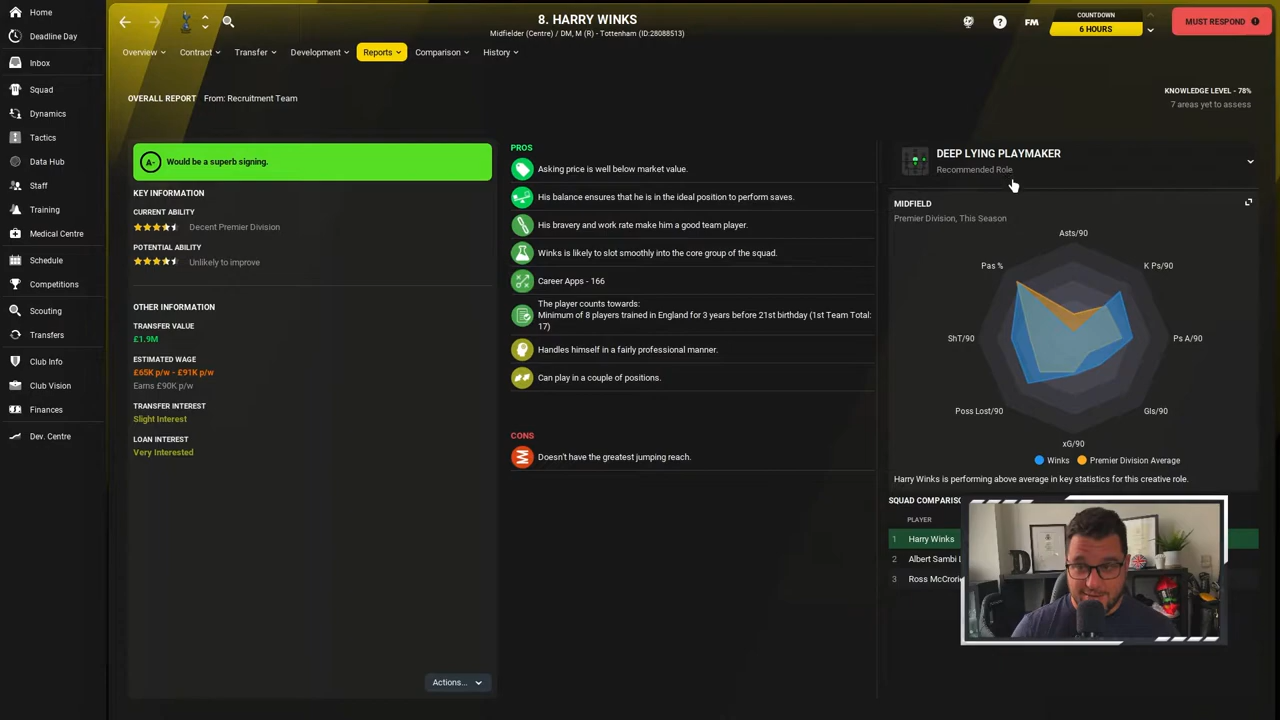 Home
Deadline Day
Inbox
Squad
Dynamics
Tactics
Data Hub
Staff
Training
Medical Centre
Schedule
Competitions
Scouting
Transfers
Club Info
Club Vision
Finances
Dev. Centre
8. HARRY WINKS
Midfielder (Centre) / DM, M (R) - Tottenham (ID:28088513)
FM
COUNTDOWN
6 HOURS
MUST RESPOND
Overview
Contract
Transfer
Development
Reports
Comparison
History
OVERALL REPORT From: Recruitment Team
KNOWLEDGE LEVEL - 78%
7 areas yet to assess
A- Would be a superb signing.
KEY INFORMATION
CURRENT ABILITY
Decent Premier Division
POTENTIAL ABILITY
Unlikely to improve
OTHER INFORMATION
TRANSFER VALUE
£1.9M
ESTIMATED WAGE
£65K p/w - £91K p/w
Earns £90K p/w
TRANSFER INTEREST
Slight Interest
LOAN INTEREST
Very Interested
Actions...
PROS
Asking price is well below market value.
His balance ensures that he is in the ideal position to perform saves.
His bravery and work rate make him a good team player.
Winks is likely to slot smoothly into the core group of the squad.
Career Apps - 166
The player counts towards:
Minimum of 8 players trained in England for 3 years before 21st birthday (1st Team Total:
17)
Handles himself in a fairly professional manner.
Can play in a couple of positions.
CONS
Doesn't have the greatest jumping reach.
DEEP LYING PLAYMAKER
Recommended Role
MIDFIELD
Premier Division, This Season
Asts/90
Pas %
K Ps/90
ShT/90
Ps A/90
Poss Lost/90
Gls/90
xG/90
Winks
Premier Division Average
Harry Winks is performing above average in key statistics for this creative role.
SQUAD COMPARISO
PLAYER
1 Harry Winks
2 Albert Sambi L
3 Ross McCrori
D